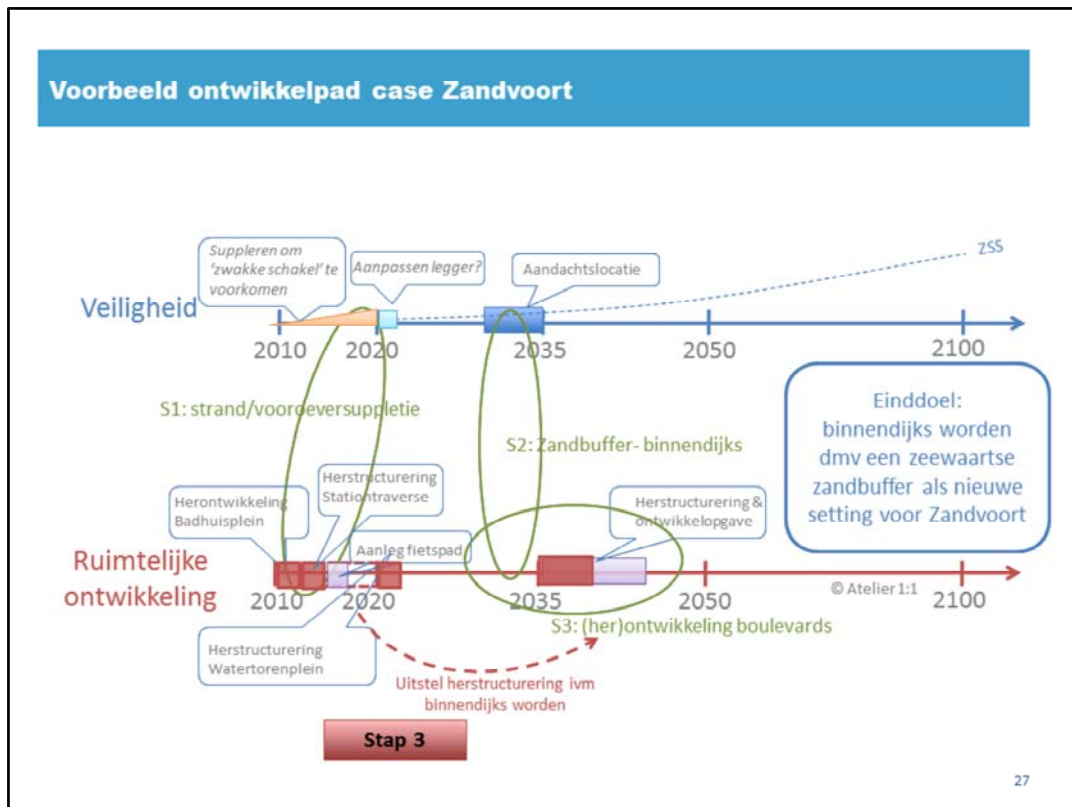 Voorbeeld ontwikkelpad case Zandvoort
Suppleren om
'zwakke schakel' te
voorkomen
Aanpassen legger?
Aandachtslocatie
ZSS
Veiligheid
2010
2020
2035
2050
2100
S1: strand/vooroeversuppletie
S2: Zandbuffer- binnendijks
Einddoel:
binnendijks worden
dmv een zeewaartse
zandbuffer als nieuwe
setting voor Zandvoort
Herontwikkeling
Badhuisplein
Herstructurering
Stationtraverse
Aanleg fietspad
Herstructurering &
ontwikkelopgave
Ruimtelijke
ontwikkeling
2010
2020
2035
2050
2100
© Atelier 1:1
Herstructurering
Watertorenplein
S3: (her)ontwikkeling boulevards
Uitstel herstructurering ivm
binnendijks worden
Stap 3
27